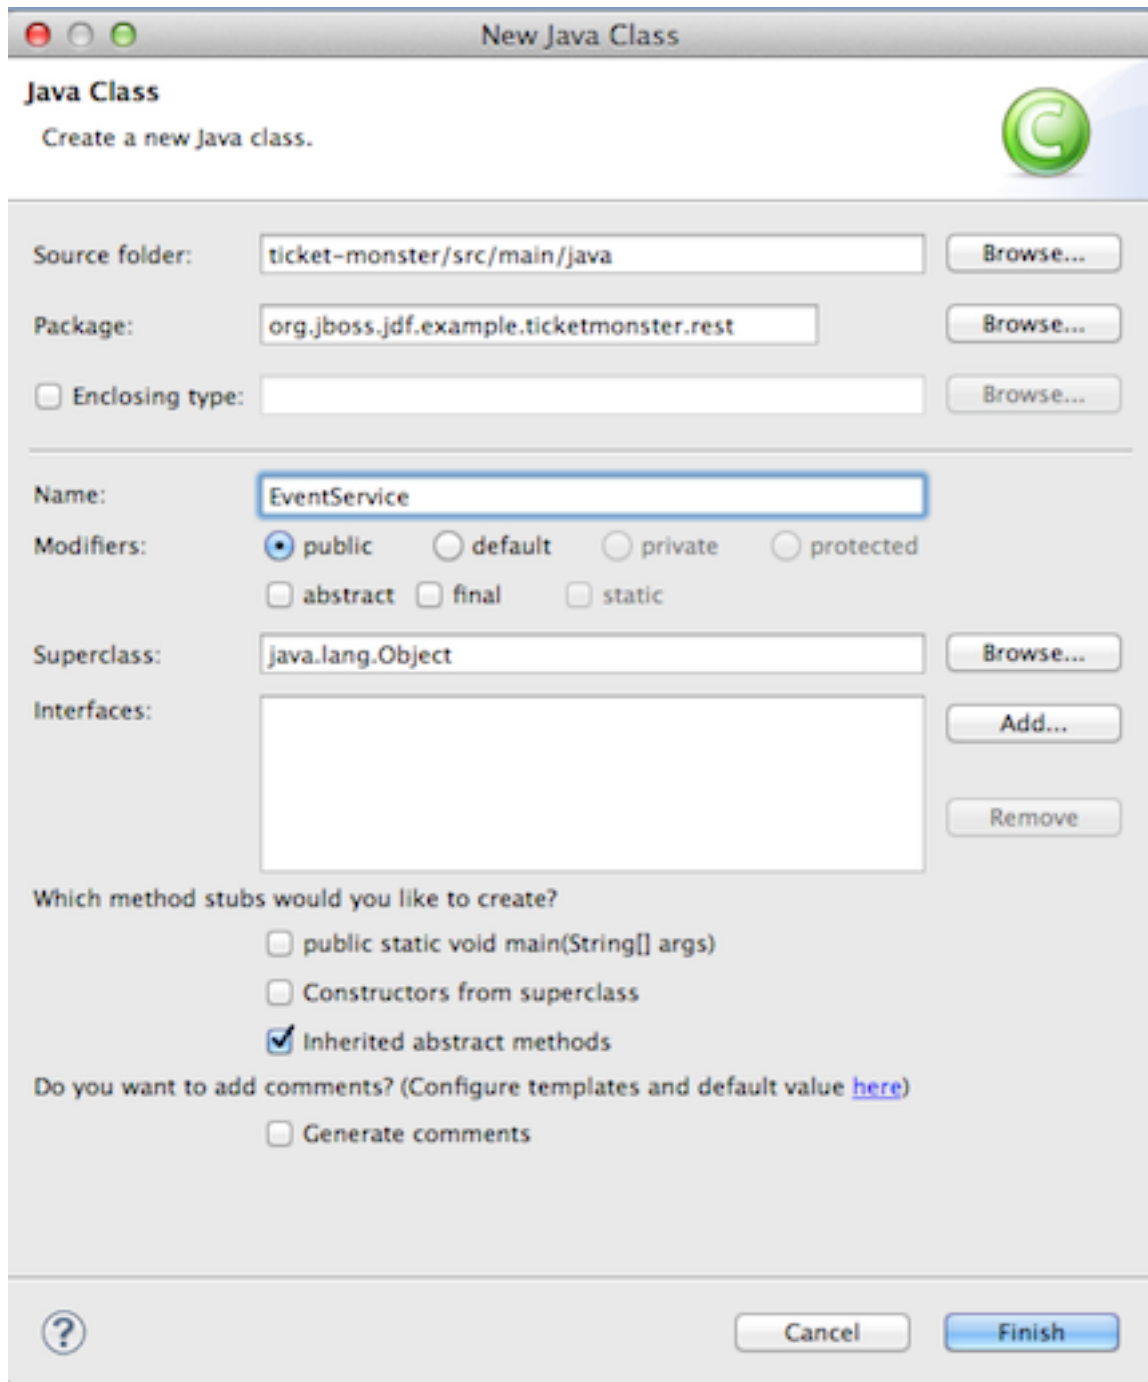 New Java Class
Java Class
Create a new Java class.
C
Source folder: ticket-monster/src/main/java Browse...
Package: org.jboss.jdf.example.ticketmonster.rest Browse...
Enclosing type: Browse...
Name: EventService
Modifiers: public default private protected
abstract final static
Superclass: java.lang.Object Browse...
Interfaces: Add...
Remove
Which method stubs would you like to create?
public static void main(String[] args)
Constructors from superclass
Inherited abstract methods
Do you want to add comments? (Configure templates and default value here)
Generate comments
? Cancel Finish